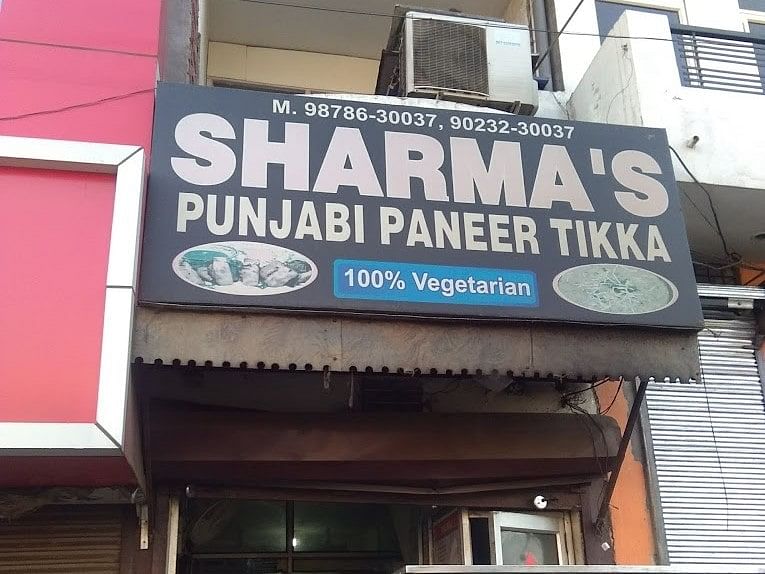 M. 98786-30037, 90232-30037
SHARMA'S
PUNJABI PANEER TIKKA
100% Vegetarian